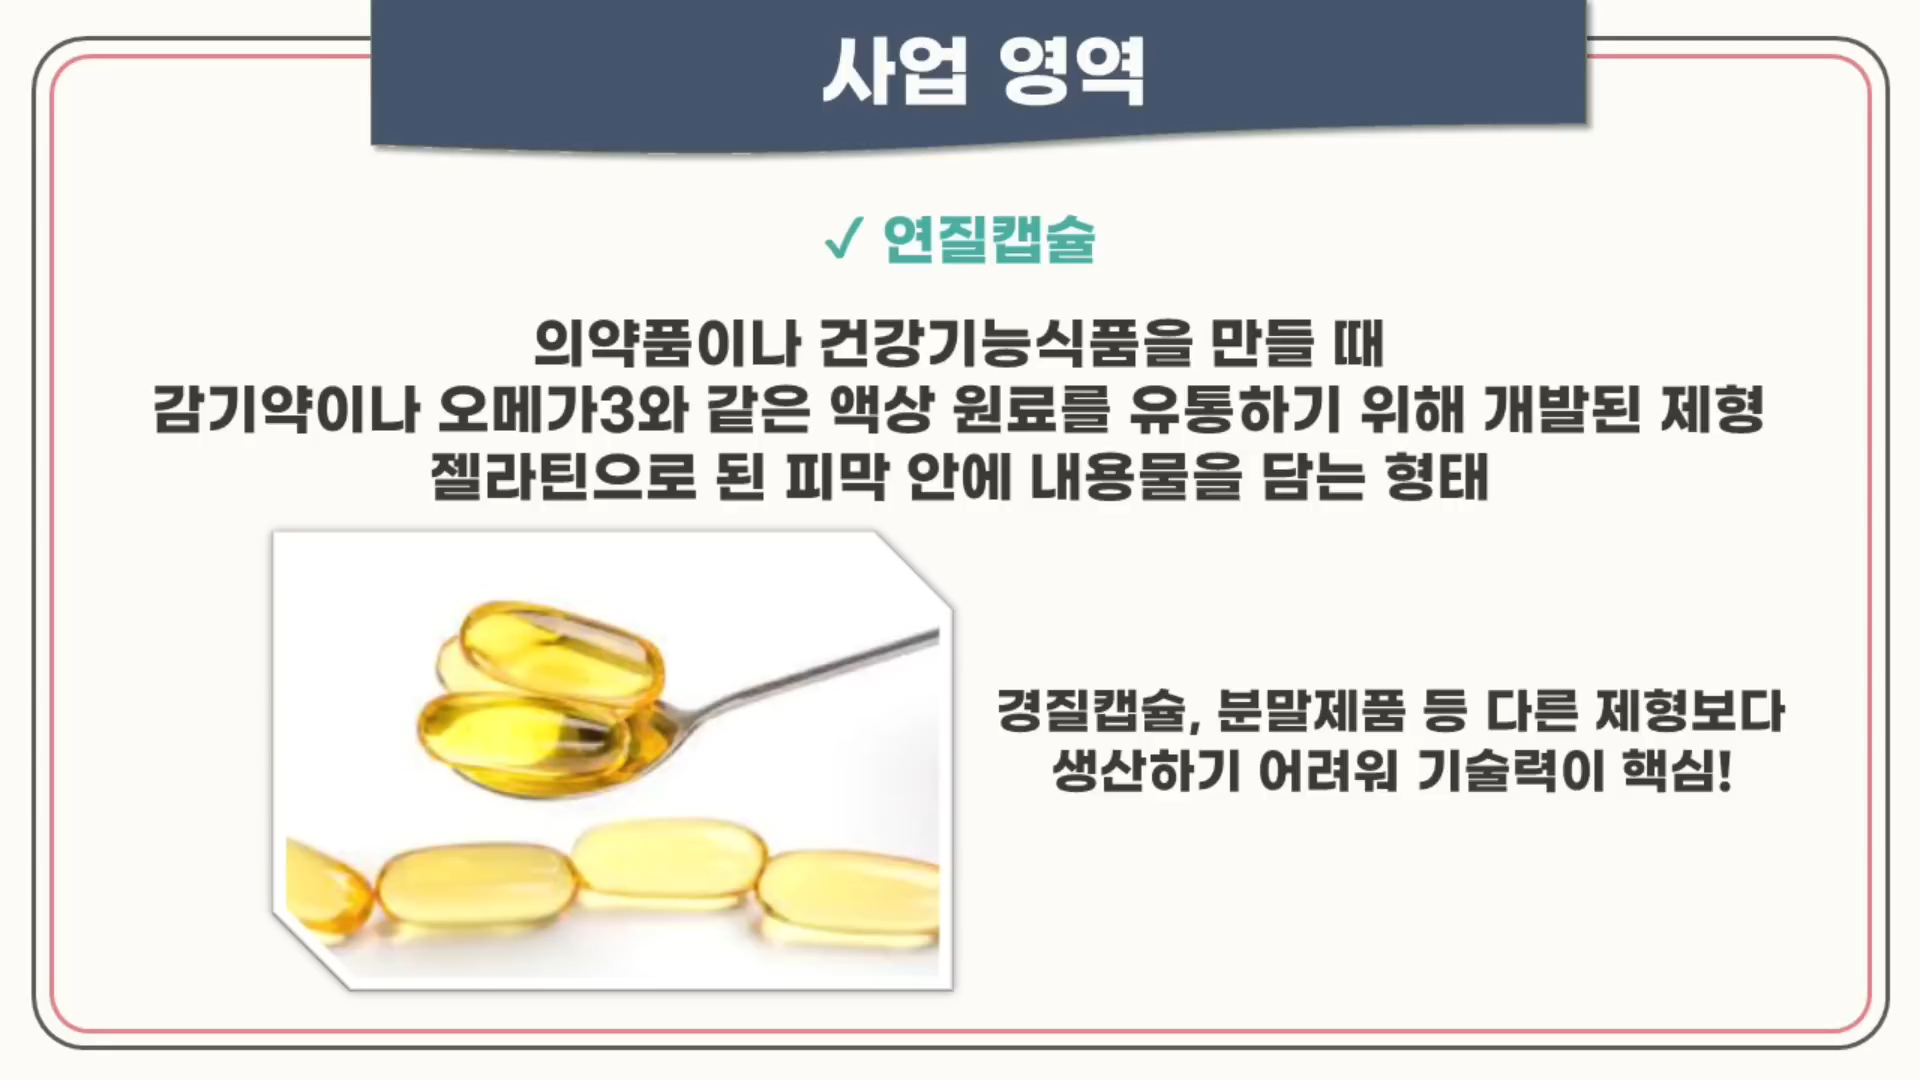 사업 영역
✓ 연질캡슐
의약품이나 건강기능식품을 만들 때
감기약이나 오메가3와 같은 액상 원료를 유통하기 위해 개발된 제형
젤라틴으로 된 피막 안에 내용물을 담는 형태
경질캡슐, 분말제품 등 다른 제형보다
생산하기 어려워 기술력이 핵심!